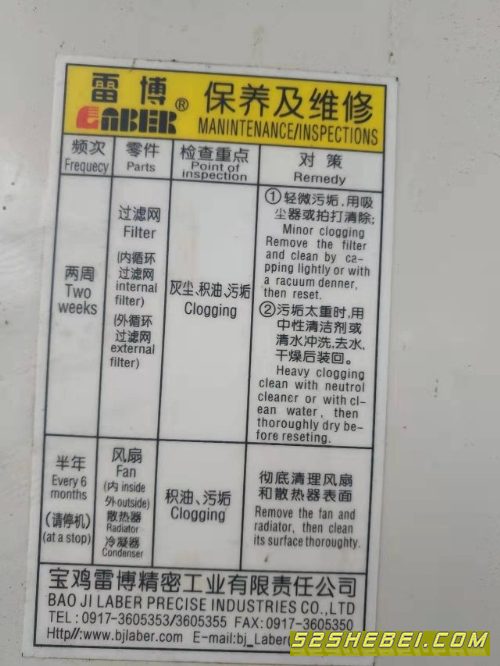 雷博 ® 保养及维修
LABER MANINTENANCE/INSPECTIONS
频次 零件 检查重点 对策
Frequecy Parts Point of inspection Remedy
两周
Two
weeks
过滤网
Filter
(内循环
过滤网
internal
filter)
(外循环
过滤网
external
filter)
灰尘、积油、污垢
Clogging
①轻微污垢,用吸
尘器或拍打清除;
Minor clogging
Remove the filter
and clean by ca-
pping lightly or with
a racuum denner,
then reset.
②污垢太重时,用
中性清洁剂或
清水冲洗,去水,
干燥后装回。
Heavy clogging
clean with neutrol
cleaner or with cl-
ean water, then
thoroughly dry be-
fore reseting.
半年
Every 6
months
(请停机)
(at a stop)
风扇
Fan
(内 inside
外outside)
散热器
Radiator
冷凝器
Condenser
积油、污垢
Clogging
彻底清理风扇
和散热器表面
Remove the fan and
radiator, then clean
its surface thoroughty.
宝鸡雷博精密工业有限责任公司
BAO JI LABER PRECISE INDUSTRIES CO.,LTD
TEL:0917-3605353/3605355 FAX:0917-3605350
Http//:www.bjlaber.com E-mail:bj_Laber
52SHEBEI.COM